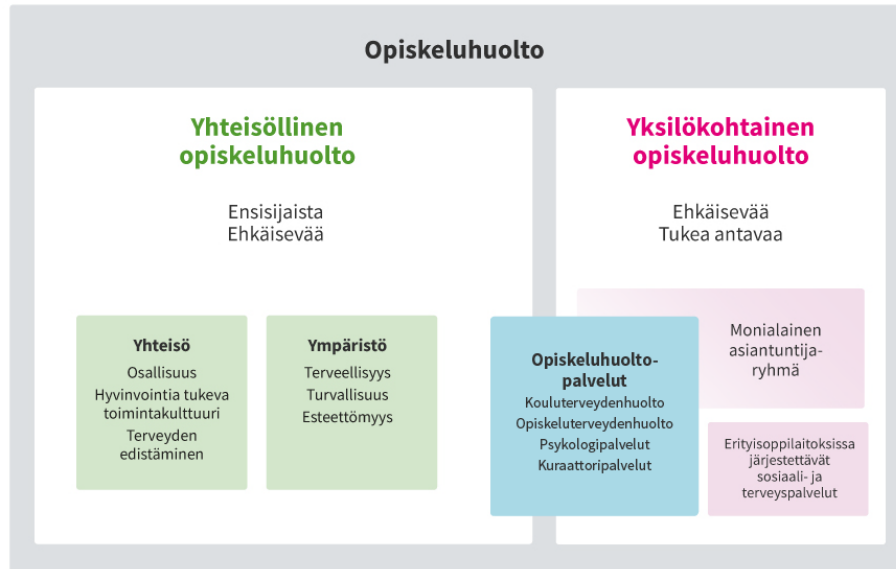 Opiskeluhuolto
Yhteisöllinen
opiskeluhuolto
Ensisijaista
Ehkäisevää
Yhteisö
Osallisuus
Hyvinvointia tukeva
toimintakulttuuri
Terveyden
edistäminen
Ympäristö
Terveellisyys
Turvallisuus
Esteettömyys
Opiskeluhuolto-
palvelut
Kouluterveydenhuolto
Opiskeluterveydenhuolto
Psykologipalvelut
Kuraattoripalvelut
Yksilökohtainen
opiskeluhuolto
Ehkäisevää
Tukea antavaa
Monialainen
asiantuntija-
ryhmä
Erityisoppilaitoksissa
järjestettävät
sosiaali- ja
terveyspalvelut